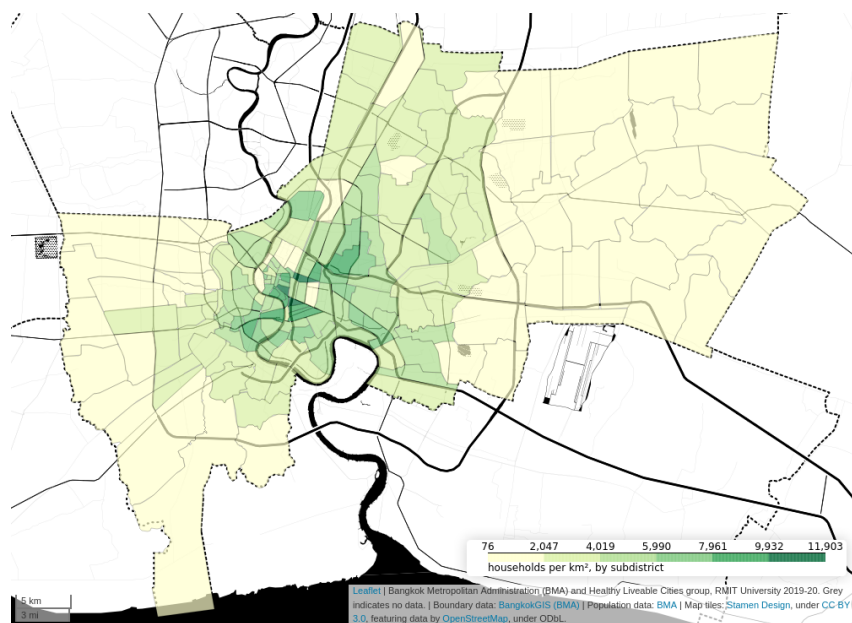 76 2,047 4,019 5,990 7,961 9,932 11,903
households per km², by subdistrict
5 km
3 mi
Leaflet | Bangkok Metropolitan Administration (BMA) and Healthy Liveable Cities group, RMIT University 2019-20. Grey
indicates no data. | Boundary data: BangkokGIS (BMA) | Population data: BMA | Map tiles: Stamen Design, under CC BY
3.0, featuring data by OpenStreetMap, under ODbL.